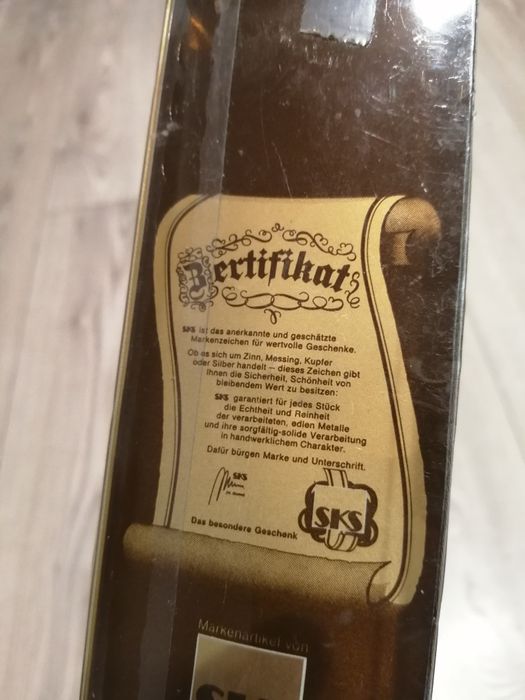 Zertifikat
SKS ist das anerkannte und geschätzte
Markenzeichen für wertvolle Geschenke.
Ob es sich um Zinn, Messing, Kupfer
oder Silber handelt – dieses Zeichen gibt
Ihnen die Sicherheit, Schönheit von
bleibendem Wert zu besitzen:
SKS garantiert für jedes Stück
die Echtheit und Reinheit
der verarbeiteten, edlen Metalle
und ihre sorgfältig-solide Verarbeitung
in handwerklichem Charakter.
Dafür bürgen Marke und Unterschrift.
SKS
Das besondere Geschenk
SKS
Markenartikel von
SKS